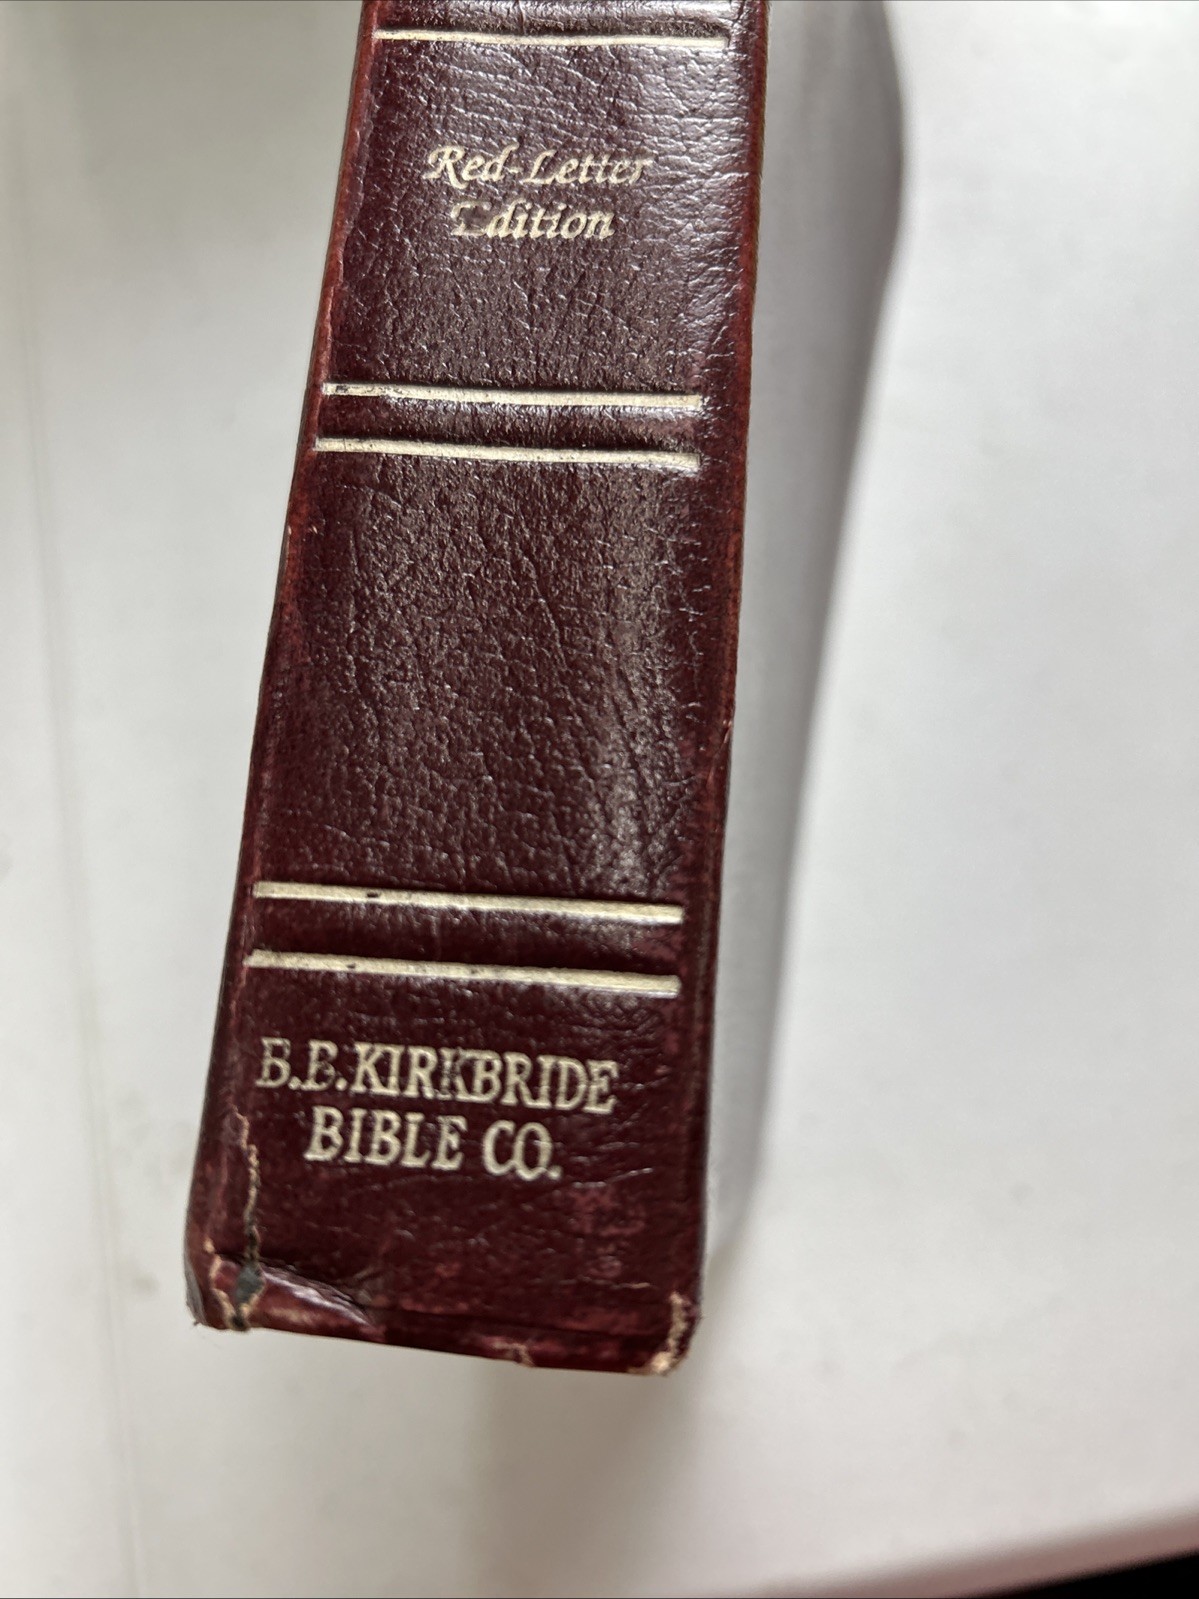 Red-Letter
Edition
B.B.KIRKBRIDE
BIBLE CO.